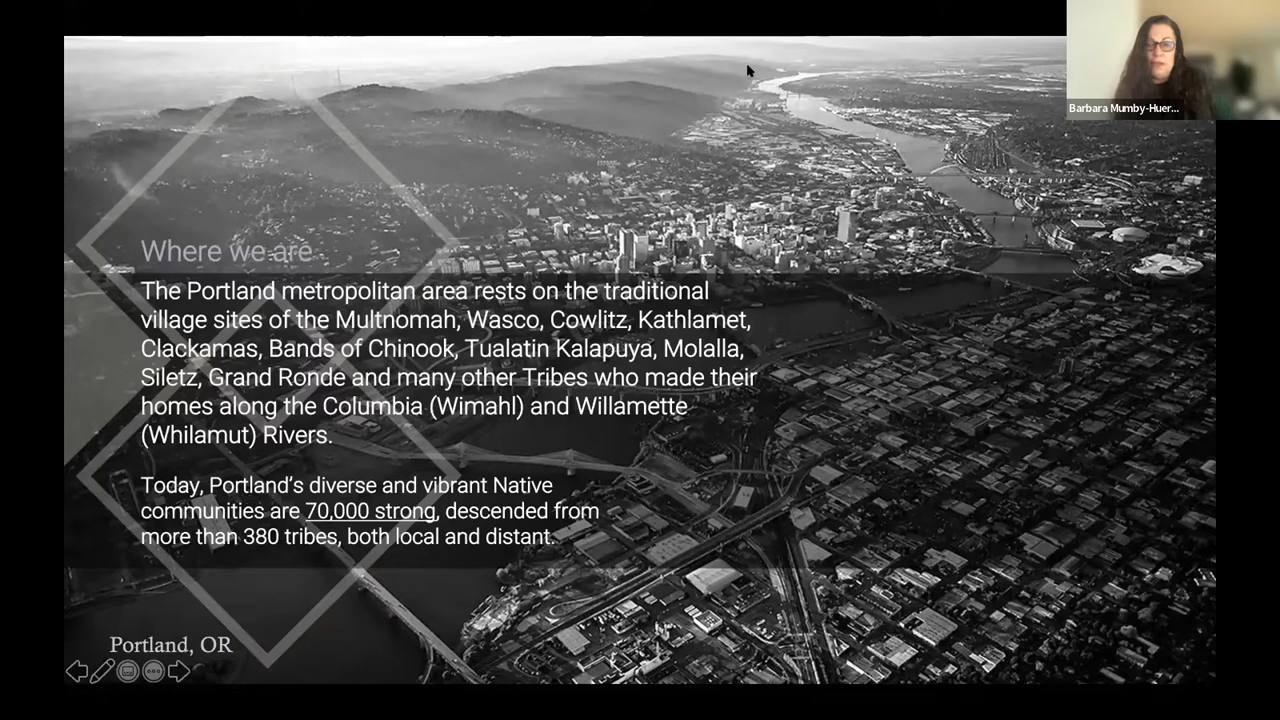 Barbara Mumby-Huer...
Where we are
The Portland metropolitan area rests on the traditional
village sites of the Multnomah, Wasco, Cowlitz, Kathlamet,
Clackamas, Bands of Chinook, Tualatin Kalapuya, Molalla,
Siletz, Grand Ronde and many other Tribes who made their
homes along the Columbia (Wimahl) and Willamette
(Whilamut) Rivers.
Today, Portland’s diverse and vibrant Native
communities are 70,000 strong, descended from
more than 380 tribes, both local and distant.
Portland, OR